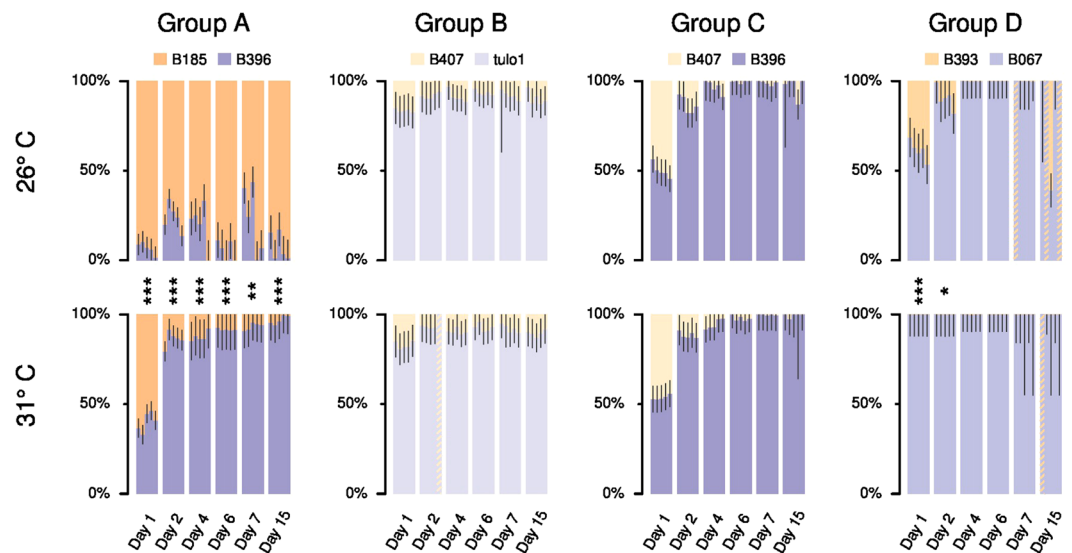 Group A Group B Group C Group D
B185 B396 B407 tulo1 B407 B396 B393 B067
26° C
100% 100% 100% 100%
50% 50% 50% 50%
0% 0% 0% 0%
*** *** *** *** ** *** *** *
31° C
100% 100% 100% 100%
50% 50% 50% 50%
0% 0% 0% 0%
Day 1 Day 2 Day 4 Day 6 Day 7 Day 15 Day 1 Day 2 Day 4 Day 6 Day 7 Day 15 Day 1 Day 2 Day 4 Day 6 Day 7 Day 15 Day 1 Day 2 Day 4 Day 6 Day 7 Day 15